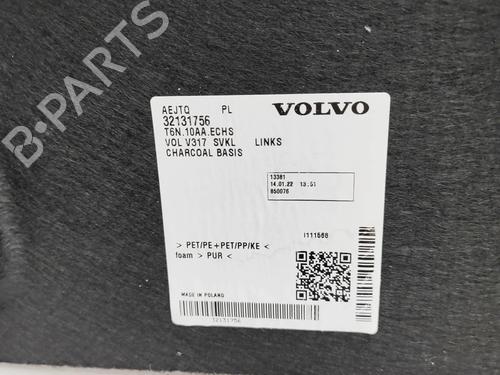 AEJTQ PL VOLVO
32131756
T6N.10AA.ECHS
VOL V317 SVKL LINKS
CHARCOAL BASIS
13381
14.01.22 13:51
850076
I111568
> PET/PE+PET/PP/KE <
foam > PUR <
MADE IN POLAND
32131756
B-PARTS